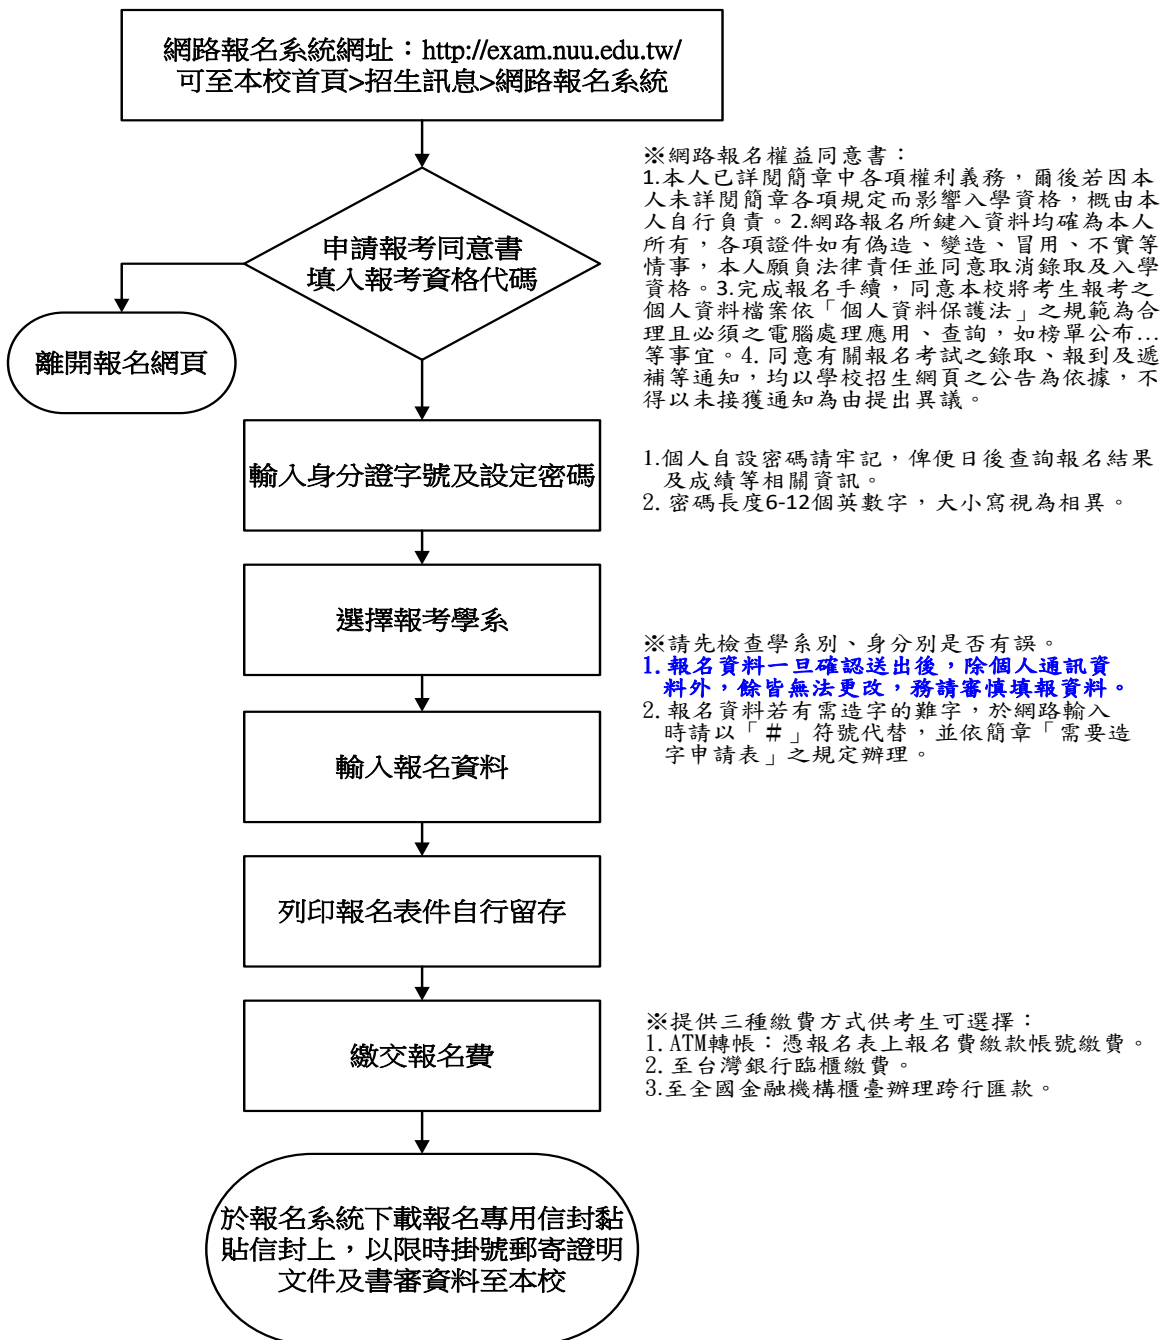 網路報名系統網址：http://exam.nuu.edu.tw/
可至本校首頁>招生訊息>網路報名系統
※網路報名權益同意書：
1.本人已詳閱簡章中各項權利義務，爾後若因本
人未詳閱簡章各項規定而影響入學資格，概由本
人自行負責。2.網路報名所鍵入資料均確為本人
所有，各項證件如有偽造、變造、冒用、不實等
情事，本人願負法律責任並同意取消錄取及入學
資格。3.完成報名手續，同意本校將考生報考之
個人資料檔案依「個人資料保護法」之規範為合
理且必須之電腦處理應用、查詢，如榜單公布…
等事宜。4. 同意有關報名考試之錄取、報到及遞
補等通知，均以學校招生網頁之公告為依據，不
得以未接獲通知為由提出異議。
申請報考同意書
填入報考資格代碼
離開報名網頁
輸入身分證字號及設定密碼
1.個人自設密碼請牢記，俾便日後查詢報名結果
及成績等相關資訊。
2. 密碼長度6-12個英數字，大小寫視為相異。
選擇報考學系
※請先檢查學系別、身分別是否有誤。
1. 報名資料一旦確認送出後，除個人通訊資
料外，餘皆無法更改，務請審慎填報資料。
2. 報名資料若有需造字的難字，於網路輸入
時請以「＃」符號代替，並依簡章「需要造
字申請表」之規定辦理。
輸入報名資料
列印報名表件自行留存
繳交報名費
※提供三種繳費方式供考生可選擇：
1. ATM轉帳：憑報名表上報名費繳款帳號繳費。
2. 至台灣銀行臨櫃繳費。
3.至全國金融機構櫃臺辦理跨行匯款。
於報名系統下載報名專用信封黏
貼信封上，以限時掛號郵寄證明
文件及書審資料至本校